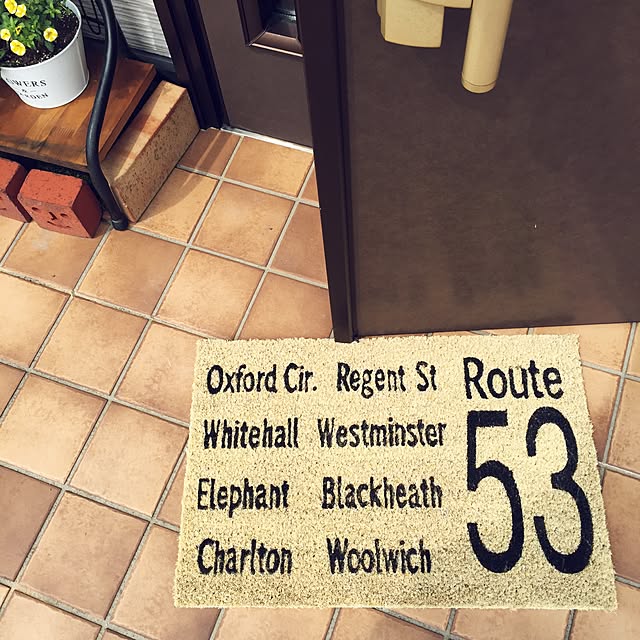 Oxford Cir. Regent St
Whitehall Westminster
Elephant Blackheath
Charlton Woolwich
Route
53